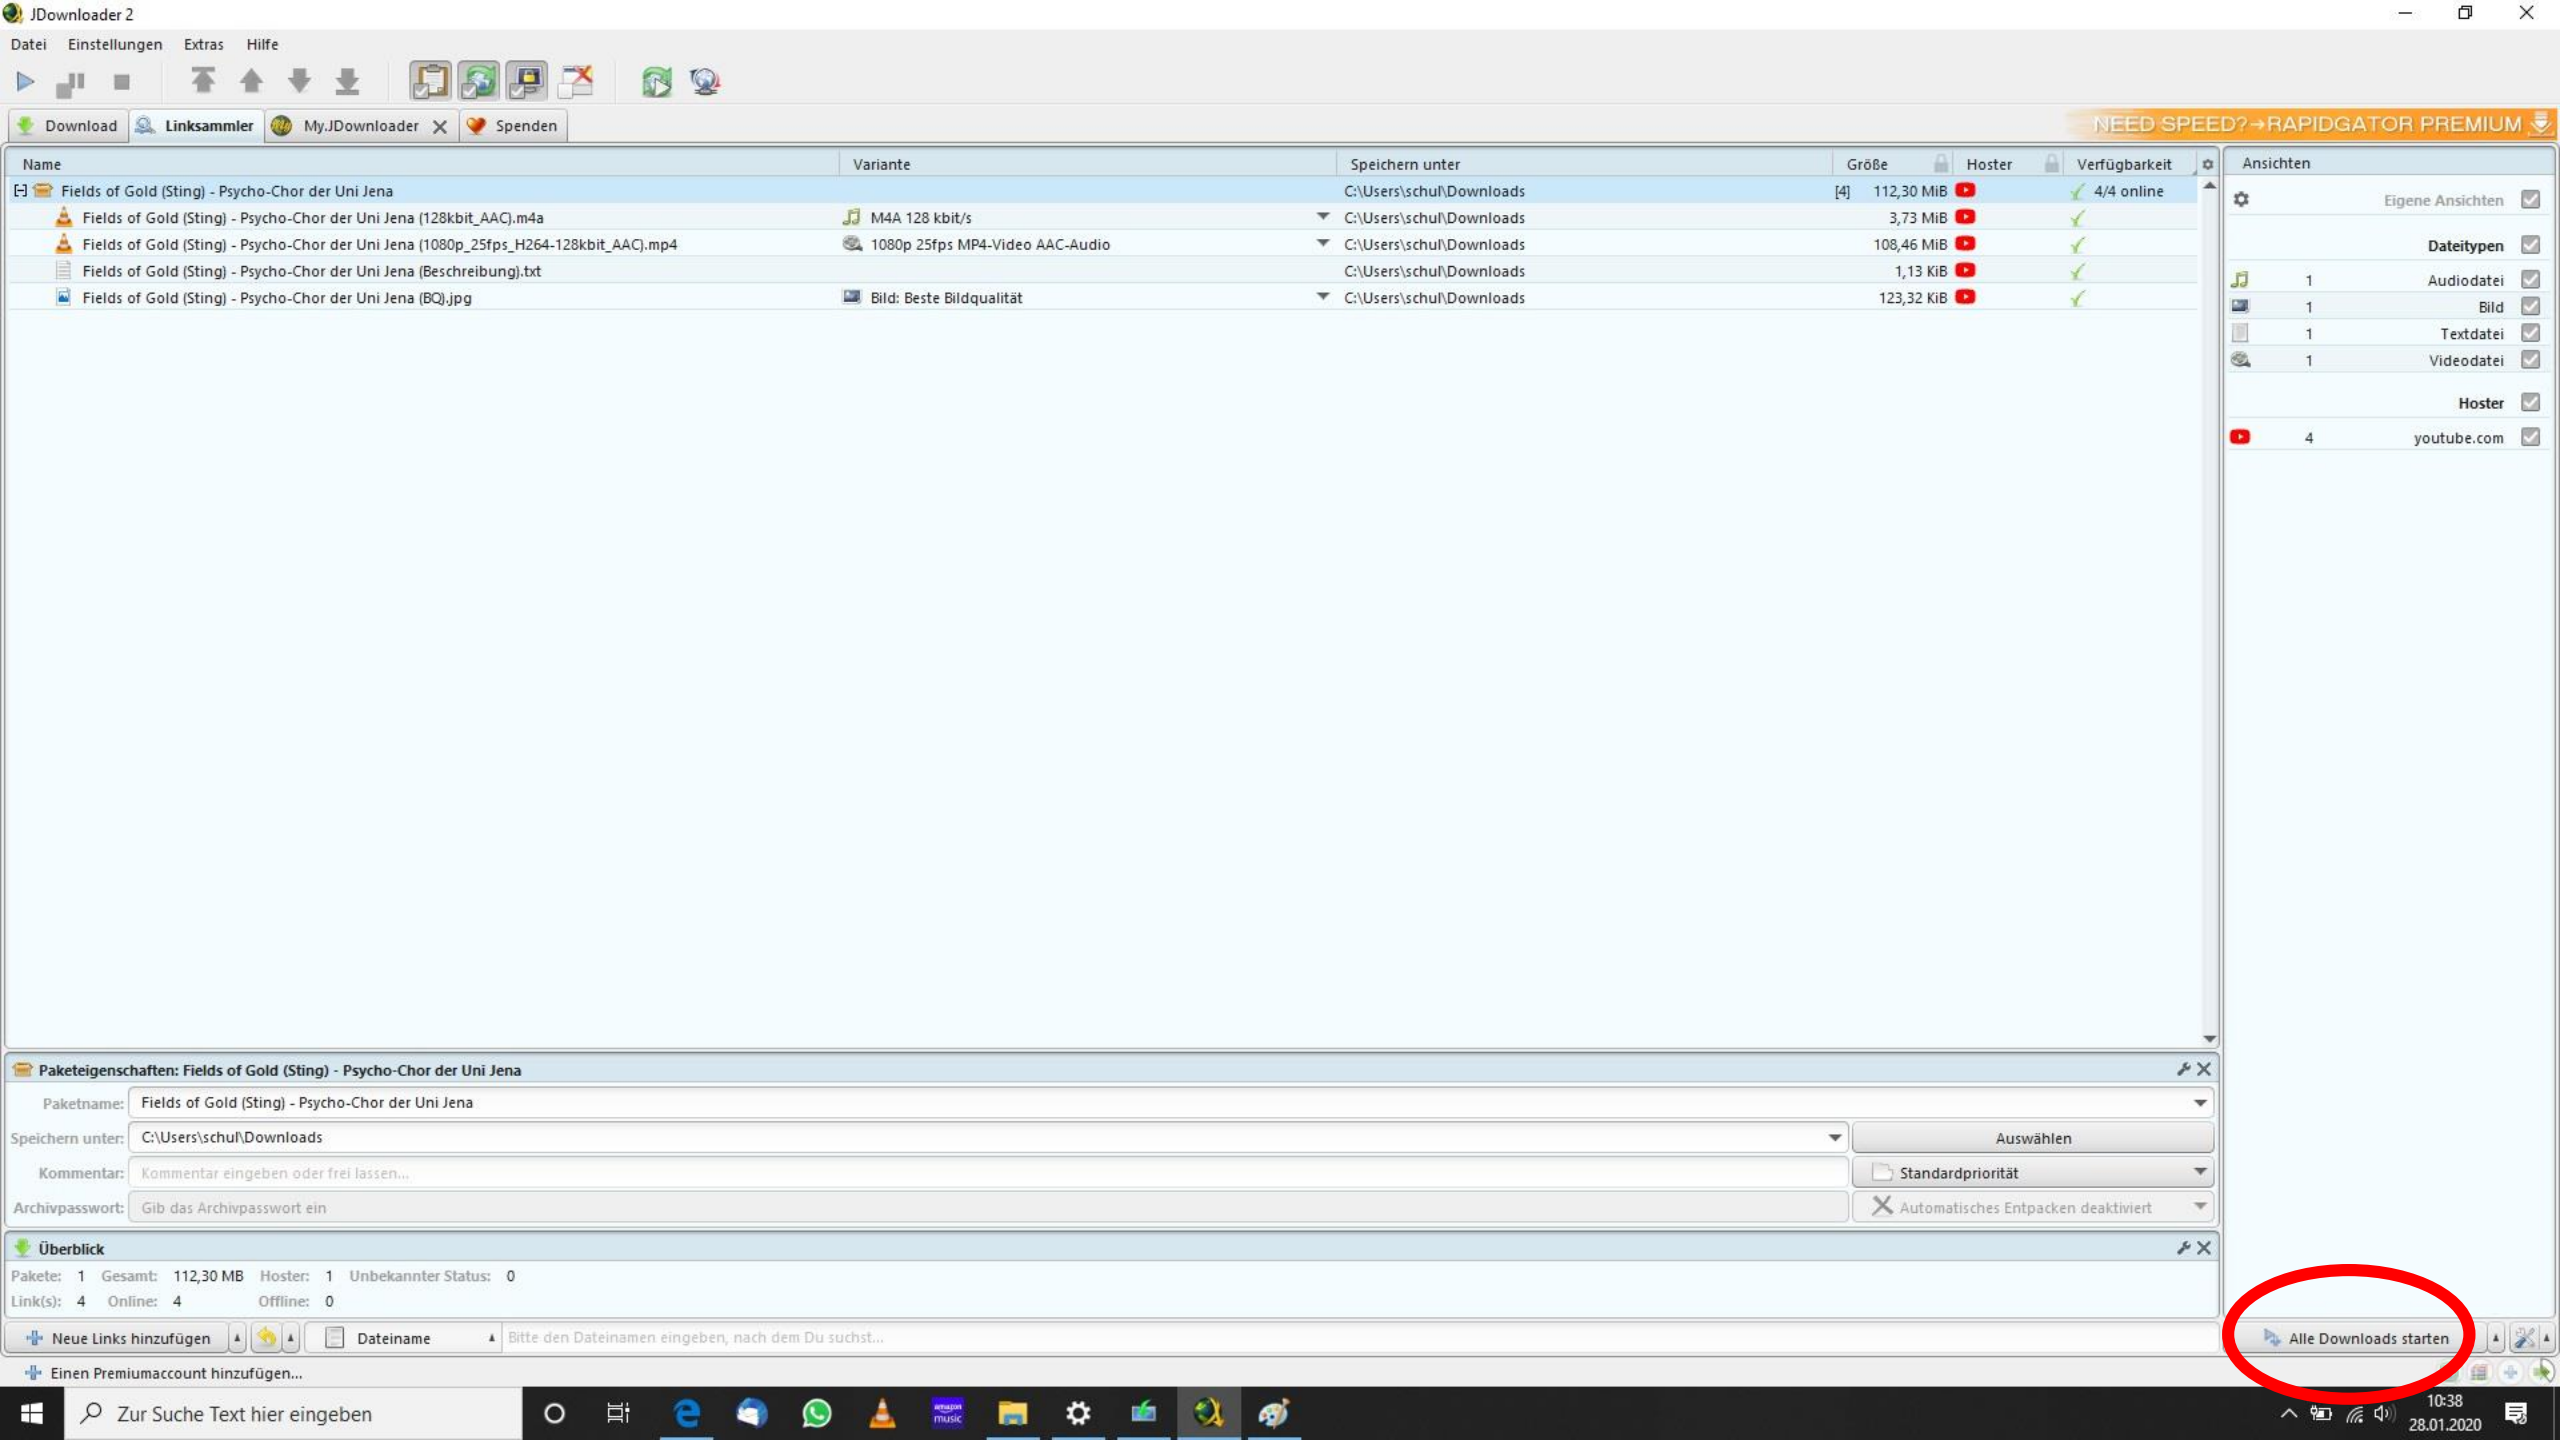 JDownloader 2
Datei Einstellungen Extras Hilfe
Download Linksammler My.JDownloader Spenden
NEED SPEED?→RAPIDGATOR PREMIUM
Name Variante Speichern unter Größe Hoster Verfügbarkeit Ansichten
Fields of Gold (Sting) - Psycho-Chor der Uni Jena C:\Users\schul\Downloads [4] 112,30 MiB 4/4 online
Eigene Ansichten
Fields of Gold (Sting) - Psycho-Chor der Uni Jena (128kbit_AAC).m4a M4A 128 kbit/s C:\Users\schul\Downloads 3,73 MiB
Fields of Gold (Sting) - Psycho-Chor der Uni Jena (1080p_25fps_H264-128kbit_AAC).mp4 1080p 25fps MP4-Video AAC-Audio C:\Users\schul\Downloads 108,46 MiB
Dateitypen
Fields of Gold (Sting) - Psycho-Chor der Uni Jena (Beschreibung).txt C:\Users\schul\Downloads 1,13 KiB
1 Audiodatei
Fields of Gold (Sting) - Psycho-Chor der Uni Jena (BQ).jpg Bild: Beste Bildqualität C:\Users\schul\Downloads 123,32 KiB
1 Bild
1 Textdatei
1 Videodatei
Hoster
4 youtube.com
Paketeigenschaften: Fields of Gold (Sting) - Psycho-Chor der Uni Jena
Paketname: Fields of Gold (Sting) - Psycho-Chor der Uni Jena
Speichern unter: C:\Users\schul\Downloads Auswählen
Kommentar: Kommentar eingeben oder frei lassen... Standardpriorität
Archivpasswort: Gib das Archivpasswort ein Automatisches Entpacken deaktiviert
Überblick
Pakete: 1 Gesamt: 112,30 MB Hoster: 1 Unbekannter Status: 0
Link(s): 4 Online: 4 Offline: 0
Neue Links hinzufügen Dateiname Bitte den Dateinamen eingeben, nach dem Du suchst... Alle Downloads starten
Einen Premiumaccount hinzufügen...
Zur Suche Text hier eingeben
amazon music
10:38
28.01.2020